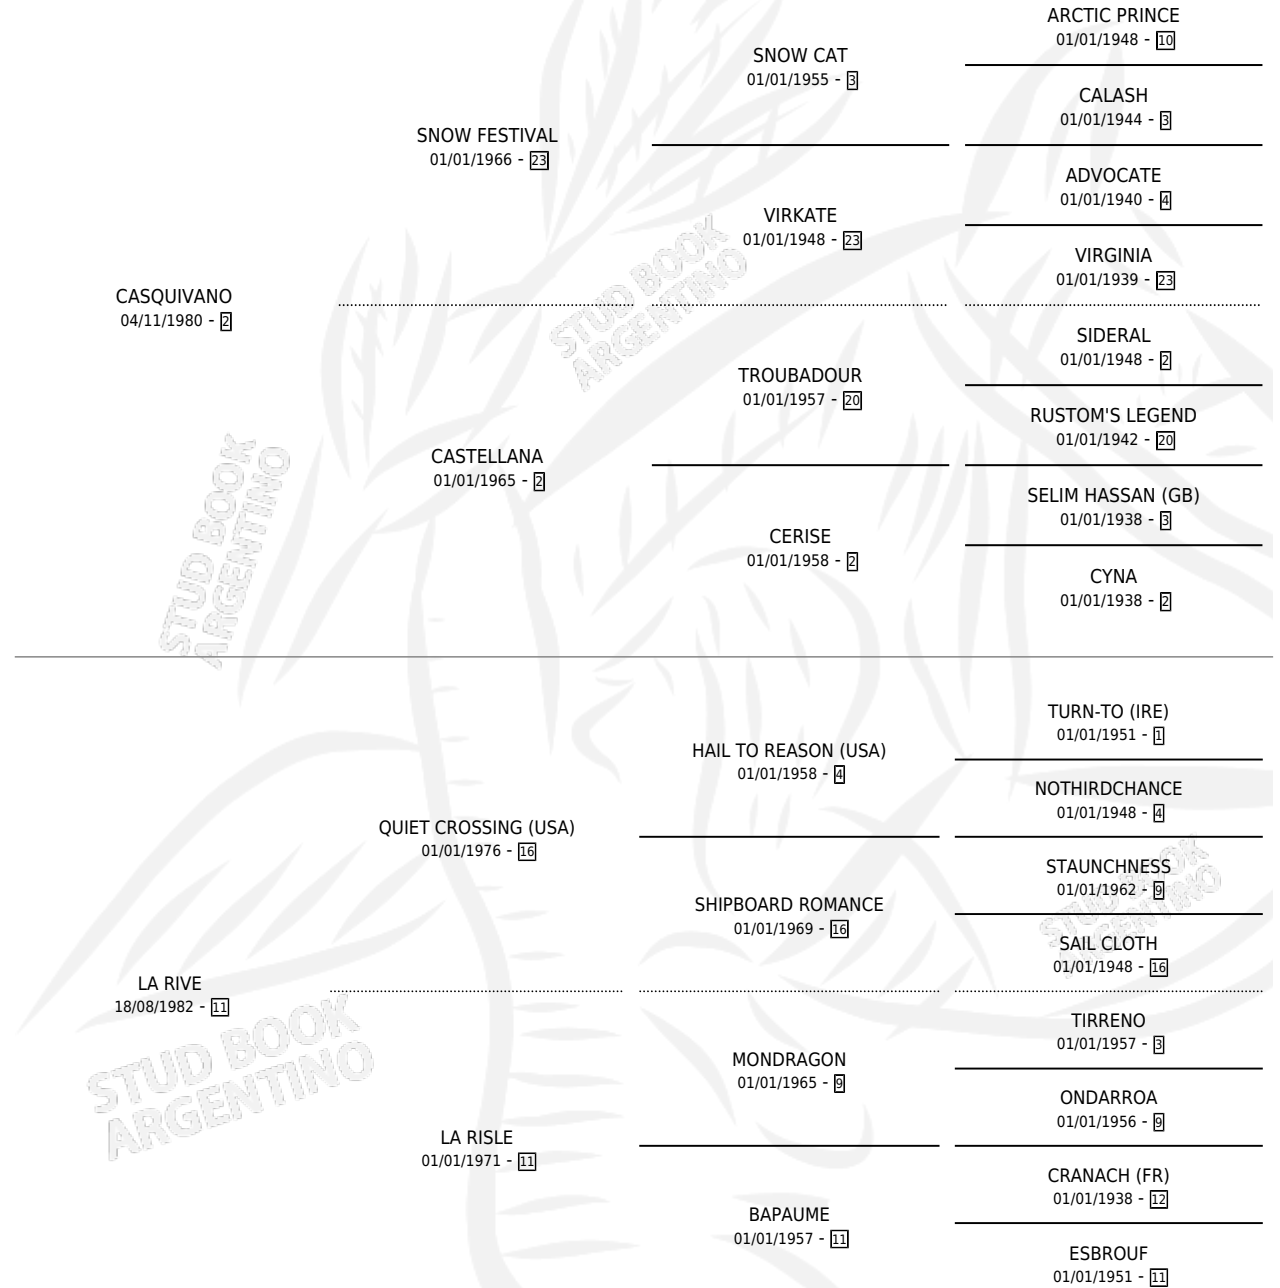 ARCTIC PRINCE
01/01/1948 - 10
SNOW CAT
01/01/1955 - 3
CALASH
01/01/1944 - 3
SNOW FESTIVAL
01/01/1966 - 23
ADVOCATE
01/01/1940 - 4
VIRKATE
01/01/1948 - 23
VIRGINIA
01/01/1939 - 23
CASQUIVANO
04/11/1980 - 2
SIDERAL
01/01/1948 - 2
TROUBADOUR
01/01/1957 - 20
RUSTOM'S LEGEND
01/01/1942 - 20
CASTELLANA
01/01/1965 - 2
SELIM HASSAN (GB)
01/01/1938 - 3
CERISE
01/01/1958 - 2
CYNA
01/01/1938 - 2
STUD BOOK
ARGENTINO
STUD BOOK
ARGENTINO
TURN-TO (IRE)
01/01/1951 - 1
HAIL TO REASON (USA)
01/01/1958 - 4
NOTHIRDCHANCE
01/01/1948 - 4
QUIET CROSSING (USA)
01/01/1976 - 16
STAUNCHNESS
01/01/1962 - 9
SHIPBOARD ROMANCE
01/01/1969 - 16
SAIL CLOTH
01/01/1948 - 16
LA RIVE
18/08/1982 - 11
TIRRENO
01/01/1957 - 3
MONDRAGON
01/01/1965 - 9
ONDARROA
01/01/1956 - 9
LA RISLE
01/01/1971 - 11
CRANACH (FR)
01/01/1938 - 12
BAPAUME
01/01/1957 - 11
ESBROUF
01/01/1951 - 11
STUD BOOK
ARGENTINO
STUD BOOK
ARGENTINO